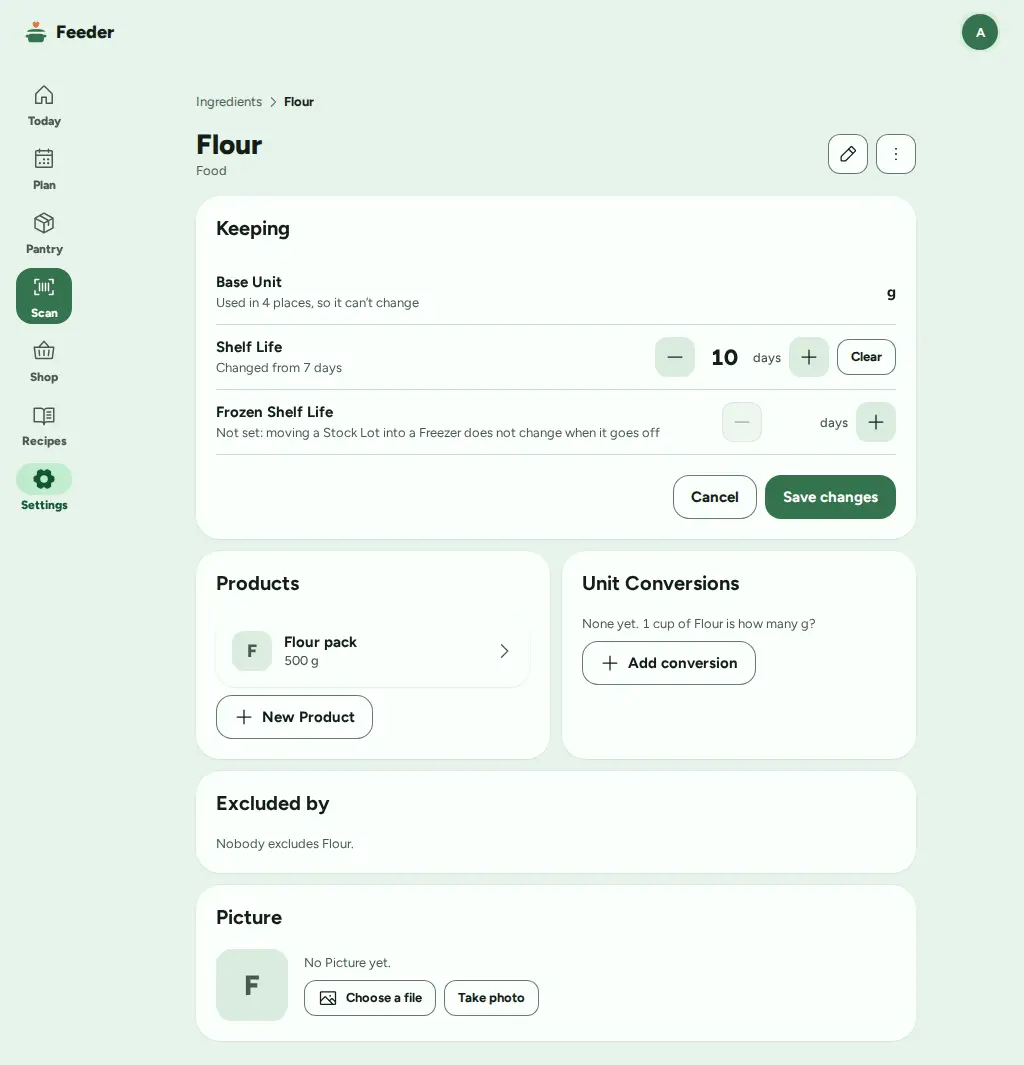 Feeder
A
Today
Plan
Pantry
Scan
Shop
Recipes
Settings
Ingredients > Flour
Flour
Food
Keeping
Base Unit
Used in 4 places, so it can't change
g
Shelf Life
Changed from 7 days
10 days
Clear
Frozen Shelf Life
Not set: moving a Stock Lot into a Freezer does not change when it goes off
days
Cancel
Save changes
Products
F
Flour pack
500 g
New Product
Unit Conversions
None yet. 1 cup of Flour is how many g?
Add conversion
Excluded by
Nobody excludes Flour.
Picture
F
No Picture yet.
Choose a file
Take photo